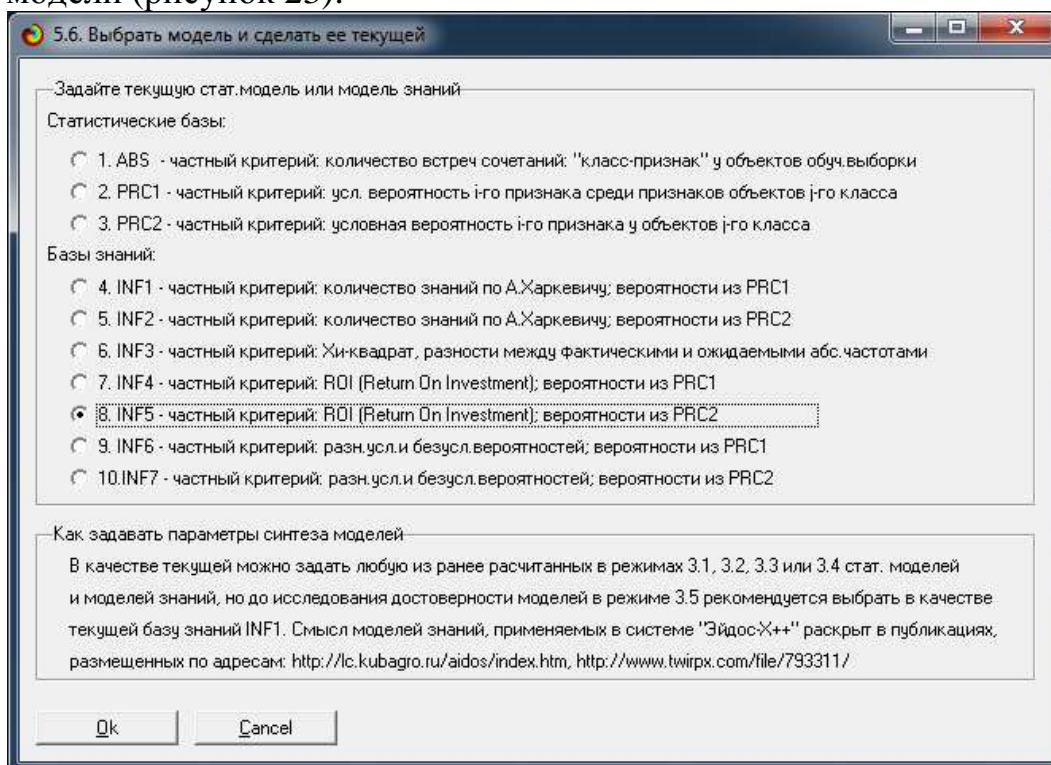 модели (рисунок 23).
5.6. Выбрать модель и сделать ее текущей
Задайте текущую стат.модель или модель знаний
Статистические базы:
1. ABS - частный критерий: количество встреч сочетаний: "класс-признак" у объектов обуч.выборки
2. PRC1 - частный критерий: усл. вероятность i-го признака среди признаков объектов j-го класса
3. PRC2 - частный критерий: условная вероятность i-го признака у объектов j-го класса
Базы знаний:
4. INF1 - частный критерий: количество знаний по А.Харкевичу; вероятности из PRC1
5. INF2 - частный критерий: количество знаний по А.Харкевичу; вероятности из PRC2
6. INF3 - частный критерий: Хи-квадрат, разности между фактическими и ожидаемыми абс.частотами
7. INF4 - частный критерий: ROI (Return On Investment); вероятности из PRC1
8. INF5 - частный критерий: ROI (Return On Investment); вероятности из PRC2
9. INF6 - частный критерий: разн.усл.и безусл.вероятностей; вероятности из PRC1
10.INF7 - частный критерий: разн.усл.и безусл.вероятностей; вероятности из PRC2
Как задавать параметры синтеза моделей
В качестве текущей можно задать любую из ранее расчитанных в режимах 3.1, 3.2, 3.3 или 3.4 стат. моделей
и моделей знаний, но до исследования достоверности моделей в режиме 3.5 рекомендуется выбрать в качестве
текущей базу знаний INF1. Смысл моделей знаний, применяемых в системе "Эйдос-Х++" раскрыт в публикациях,
размещенных по адресам: http://lc.kubagro.ru/aidos/index.htm, http://www.twirpx.com/file/793311/
Ok
Cancel